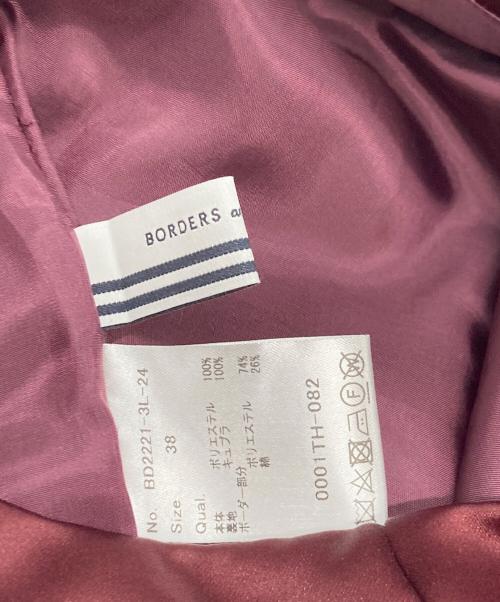 BORDERS a
No. BD2221-3L-24
Size 38
Qual.
本体 ポリエステル 100%
裏地 キュプラ 100%
ボーダー部分 ポリエステル 74%
綿 26%
0001TH-082